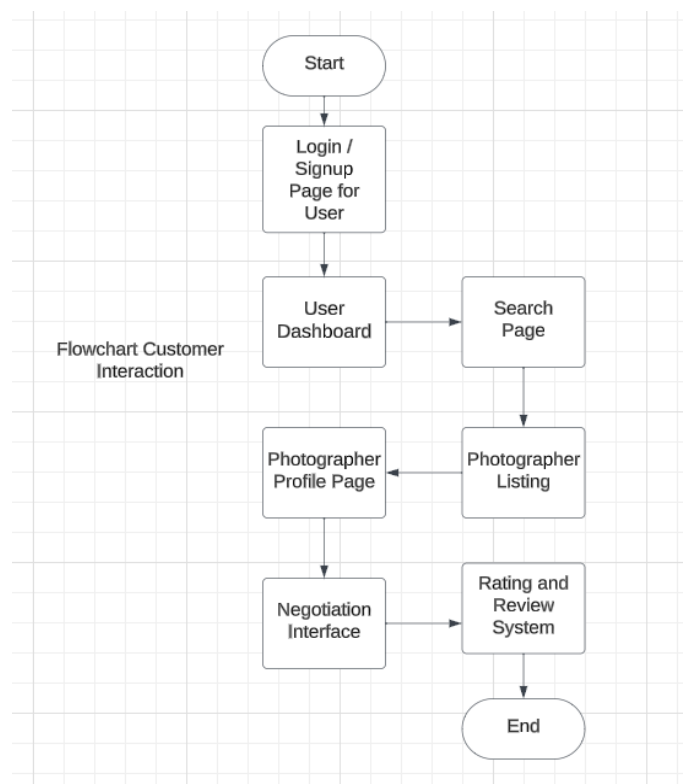 Start
Login /
Signup
Page for
User
User
Dashboard
Search
Page
Flowchart Customer
Interaction
Photographer
Profile Page
Photographer
Listing
Negotiation
Interface
Rating and
Review
System
End